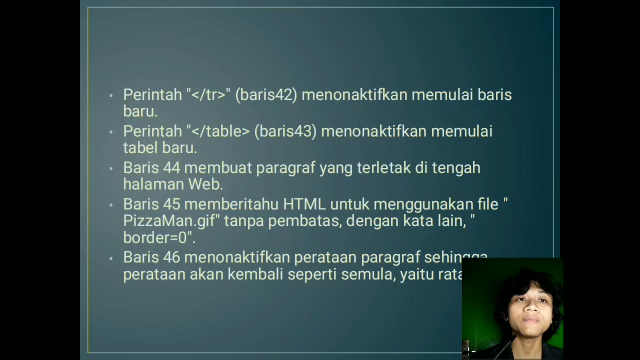 Perintah "</tr>" (baris42) menonaktifkan memulai baris
baru.
Perintah "</table> (baris43) menonaktifkan memulai
tabel baru.
Baris 44 membuat paragraf yang terletak di tengah
halaman Web.
Baris 45 memberitahu HTML untuk menggunakan file "
PizzaMan.gif" tanpa pembatas, dengan kata lain, "
border=0".
Baris 46 menonaktifkan perataan paragraf sehingga
perataan akan kembali seperti semula, yaitu rata